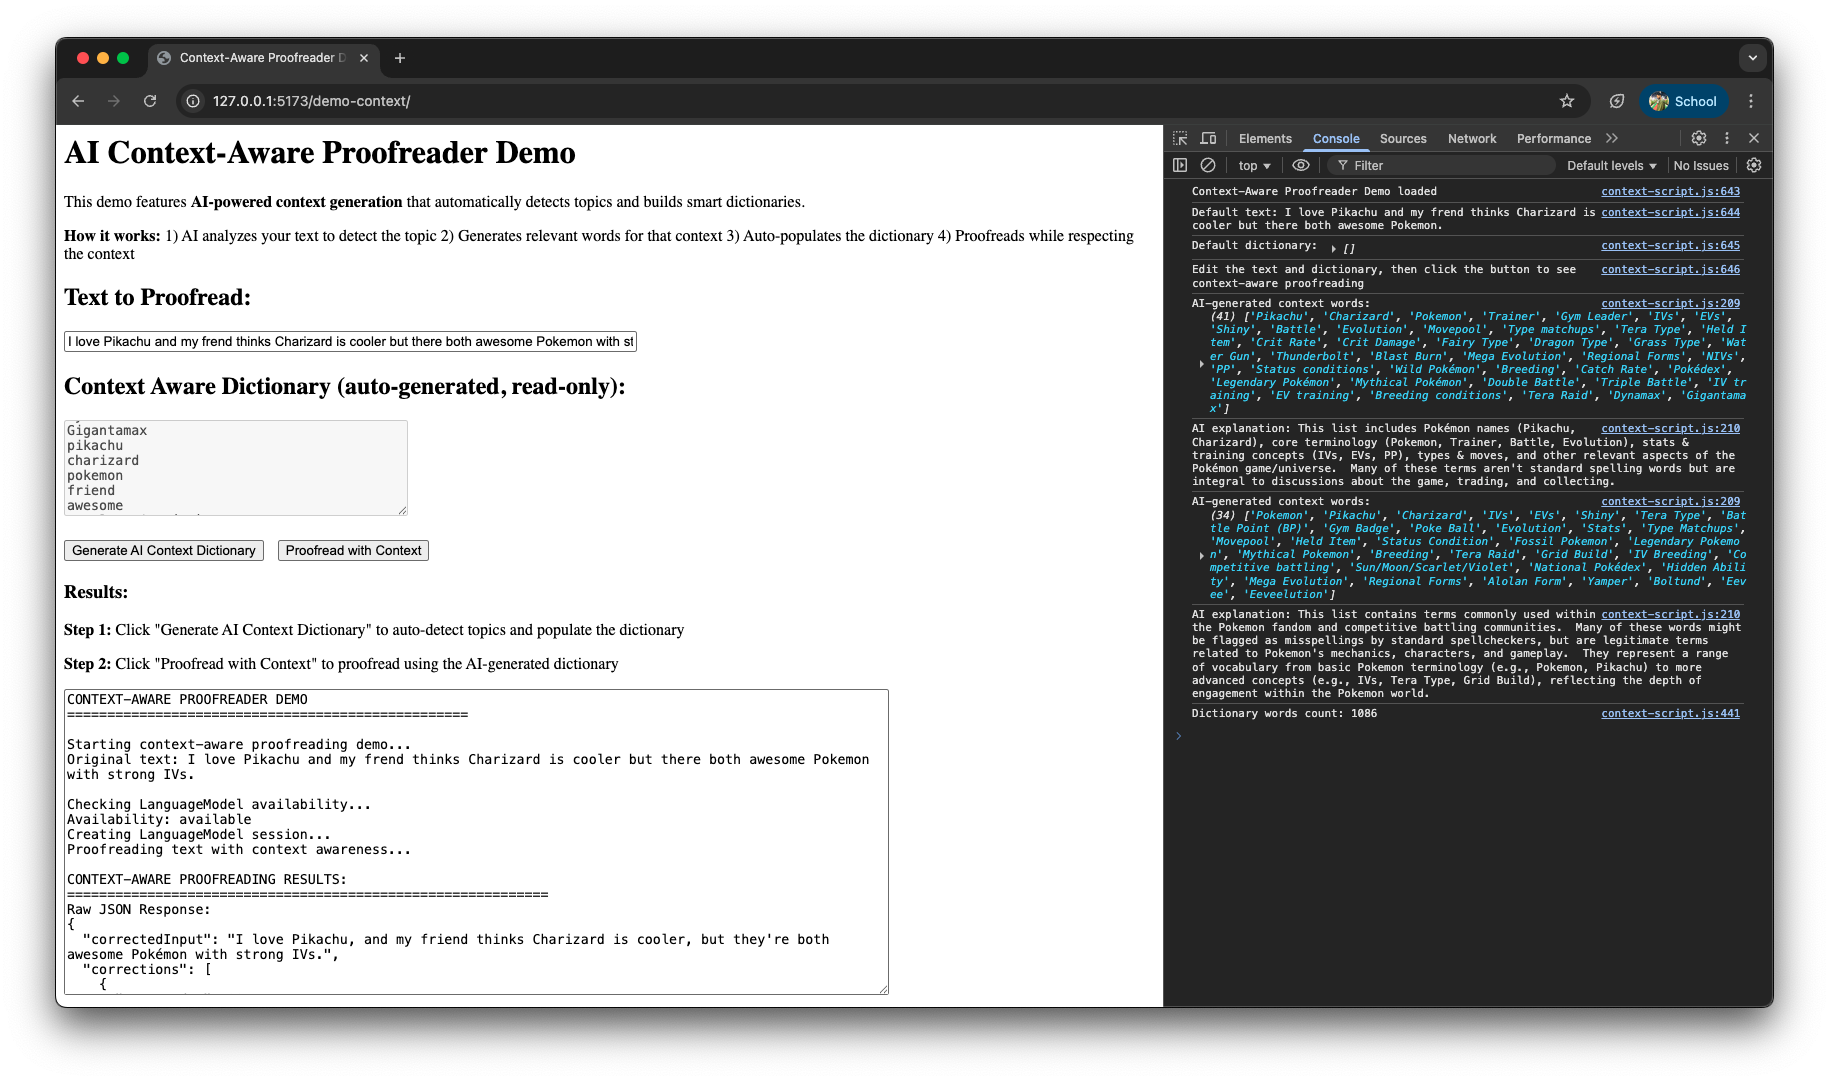 Context-Aware Proofreader D
127.0.0.1:5173/demo-context/
School
AI Context-Aware Proofreader Demo
This demo features AI-powered context generation that automatically detects topics and builds smart dictionaries.
How it works: 1) AI analyzes your text to detect the topic 2) Generates relevant words for that context 3) Auto-populates the dictionary 4) Proofreads while respecting
the context
Text to Proofread:
I love Pikachu and my frend thinks Charizard is cooler but there both awesome Pokemon with st
Context Aware Dictionary (auto-generated, read-only):
Gigantamax
pikachu
charizard
pokemon
friend
awesome
Generate AI Context Dictionary
Proofread with Context
Results:
Step 1: Click "Generate AI Context Dictionary" to auto-detect topics and populate the dictionary
Step 2: Click "Proofread with Context" to proofread using the AI-generated dictionary
CONTEXT-AWARE PROOFREADER DEMO
==================================================
Starting context-aware proofreading demo...
Original text: I love Pikachu and my frend thinks Charizard is cooler but there both awesome Pokemon
with strong IVs.
Checking LanguageModel availability...
Availability: available
Creating LanguageModel session...
Proofreading text with context awareness...
CONTEXT-AWARE PROOFREADING RESULTS:
============================================================
Raw JSON Response:
{
"correctedInput": "I love Pikachu, and my friend thinks Charizard is cooler, but they're both
awesome Pokémon with strong IVs.",
"corrections": [
{
Elements Console Sources Network Performance
top Filter Default levels No Issues
Context-Aware Proofreader Demo loaded context-script.js:643
Default text: I love Pikachu and my frend thinks Charizard is context-script.js:644
cooler but there both awesome Pokemon.
Default dictionary: [] context-script.js:645
Edit the text and dictionary, then click the button to see context-script.js:646
context-aware proofreading
AI-generated context words: context-script.js:209
(41) ['Pikachu', 'Charizard', 'Pokemon', 'Trainer', 'Gym Leader', 'IVs', 'EVs',
'Shiny', 'Battle', 'Evolution', 'Movepool', 'Type matchups', 'Tera Type', 'Held I
tem', 'Crit Rate', 'Crit Damage', 'Fairy Type', 'Dragon Type', 'Grass Type', 'Wat
er Gun', 'Thunderbolt', 'Blast Burn', 'Mega Evolution', 'Regional Forms', 'NIVs',
'PP', 'Status conditions', 'Wild Pokémon', 'Breeding', 'Catch Rate', 'Pokédex',
'Legendary Pokémon', 'Mythical Pokémon', 'Double Battle', 'Triple Battle', 'IV tr
aining', 'EV training', 'Breeding conditions', 'Tera Raid', 'Dynamax', 'Gigantama
x']
AI explanation: This list includes Pokémon names (Pikachu, context-script.js:210
Charizard), core terminology (Pokemon, Trainer, Battle, Evolution), stats &
training concepts (IVs, EVs, PP), types & moves, and other relevant aspects of the
Pokémon game/universe.  Many of these terms aren't standard spelling words but are
integral to discussions about the game, trading, and collecting.
AI-generated context words: context-script.js:209
(34) ['Pokemon', 'Pikachu', 'Charizard', 'IVs', 'EVs', 'Shiny', 'Tera Type', 'Bat
tle Point (BP)', 'Gym Badge', 'Poke Ball', 'Evolution', 'Stats', 'Type Matchups',
'Movepool', 'Held Item', 'Status Condition', 'Fossil Pokemon', 'Legendary Pokemo
n', 'Mythical Pokemon', 'Breeding', 'Tera Raid', 'Grid Build', 'IV Breeding', 'Co
mpetitive battling', 'Sun/Moon/Scarlet/Violet', 'National Pokédex', 'Hidden Abili
ty', 'Mega Evolution', 'Regional Forms', 'Alolan Form', 'Yamper', 'Boltund', 'Eev
ee', 'Eeveelution']
AI explanation: This list contains terms commonly used within context-script.js:210
the Pokemon fandom and competitive battling communities.  Many of these words might
be flagged as misspellings by standard spellcheckers, but are legitimate terms
related to Pokemon's mechanics, characters, and gameplay.  They represent a range
of vocabulary from basic Pokemon terminology (e.g., Pokemon, Pikachu) to more
advanced concepts (e.g., IVs, Tera Type, Grid Build), reflecting the depth of
engagement within the Pokemon world.
Dictionary words count: 1086 context-script.js:441